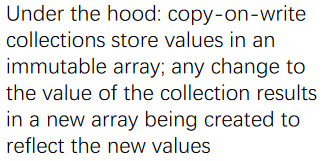 Under the hood: copy-on-write
collections store values in an
immutable array; any change to
the value of the collection results
in a new array being created to
reflect the new values